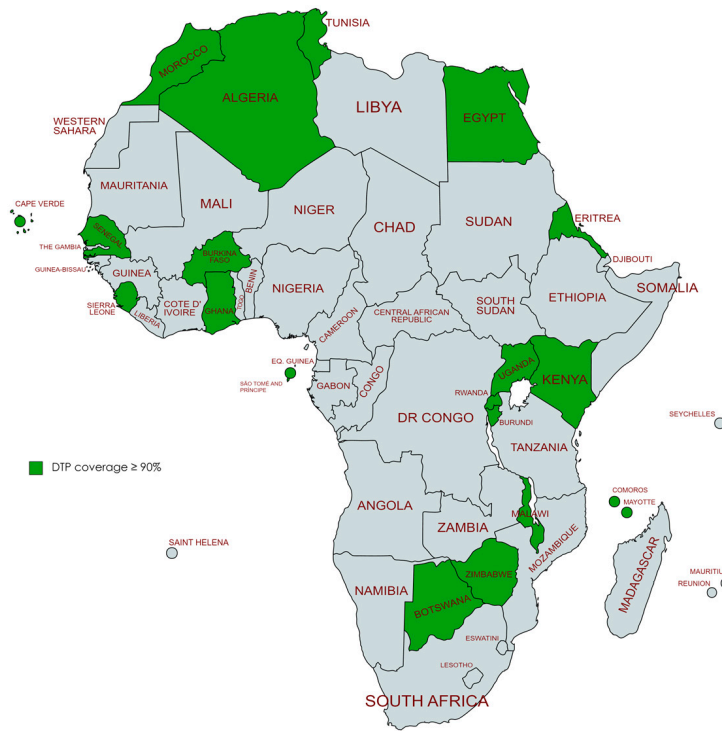 TUNISIA
MOROCCO
ALGERIA
LIBYA
EGYPT
WESTERN
SAHARA
MAURITANIA
MALI
NIGER
CHAD
SUDAN
ERITREA
CAPE VERDE
SENEGAL
THE GAMBIA
BURKINA
FASO
DJIBOUTI
GUINEA-BISSAU
GUINEA
BENIN
NIGERIA
ETHIOPIA
SOMALIA
SIERRA
LEONE
LIBERIA
COTE D'
IVOIRE
GHANA
TOGO
CAMEROON
CENTRAL AFRICAN
REPUBLIC
SOUTH
SUDAN
EQ. GUINEA
SÃO TOMÉ AND
PRÍNCIPE
GABON
CONGO
UGANDA
KENYA
RWANDA
DR CONGO
BURUNDI
SEYCHELLES
TANZANIA
DTP coverage ≥ 90%
COMOROS
MAYOTTE
ANGOLA
MALAWI
ZAMBIA
MOZAMBIQUE
SAINT HELENA
MADAGASCAR
MAURITIU
REUNION
NAMIBIA
ZIMBABWE
BOTSWANA
ESWATINI
LESOTHO
SOUTH AFRICA